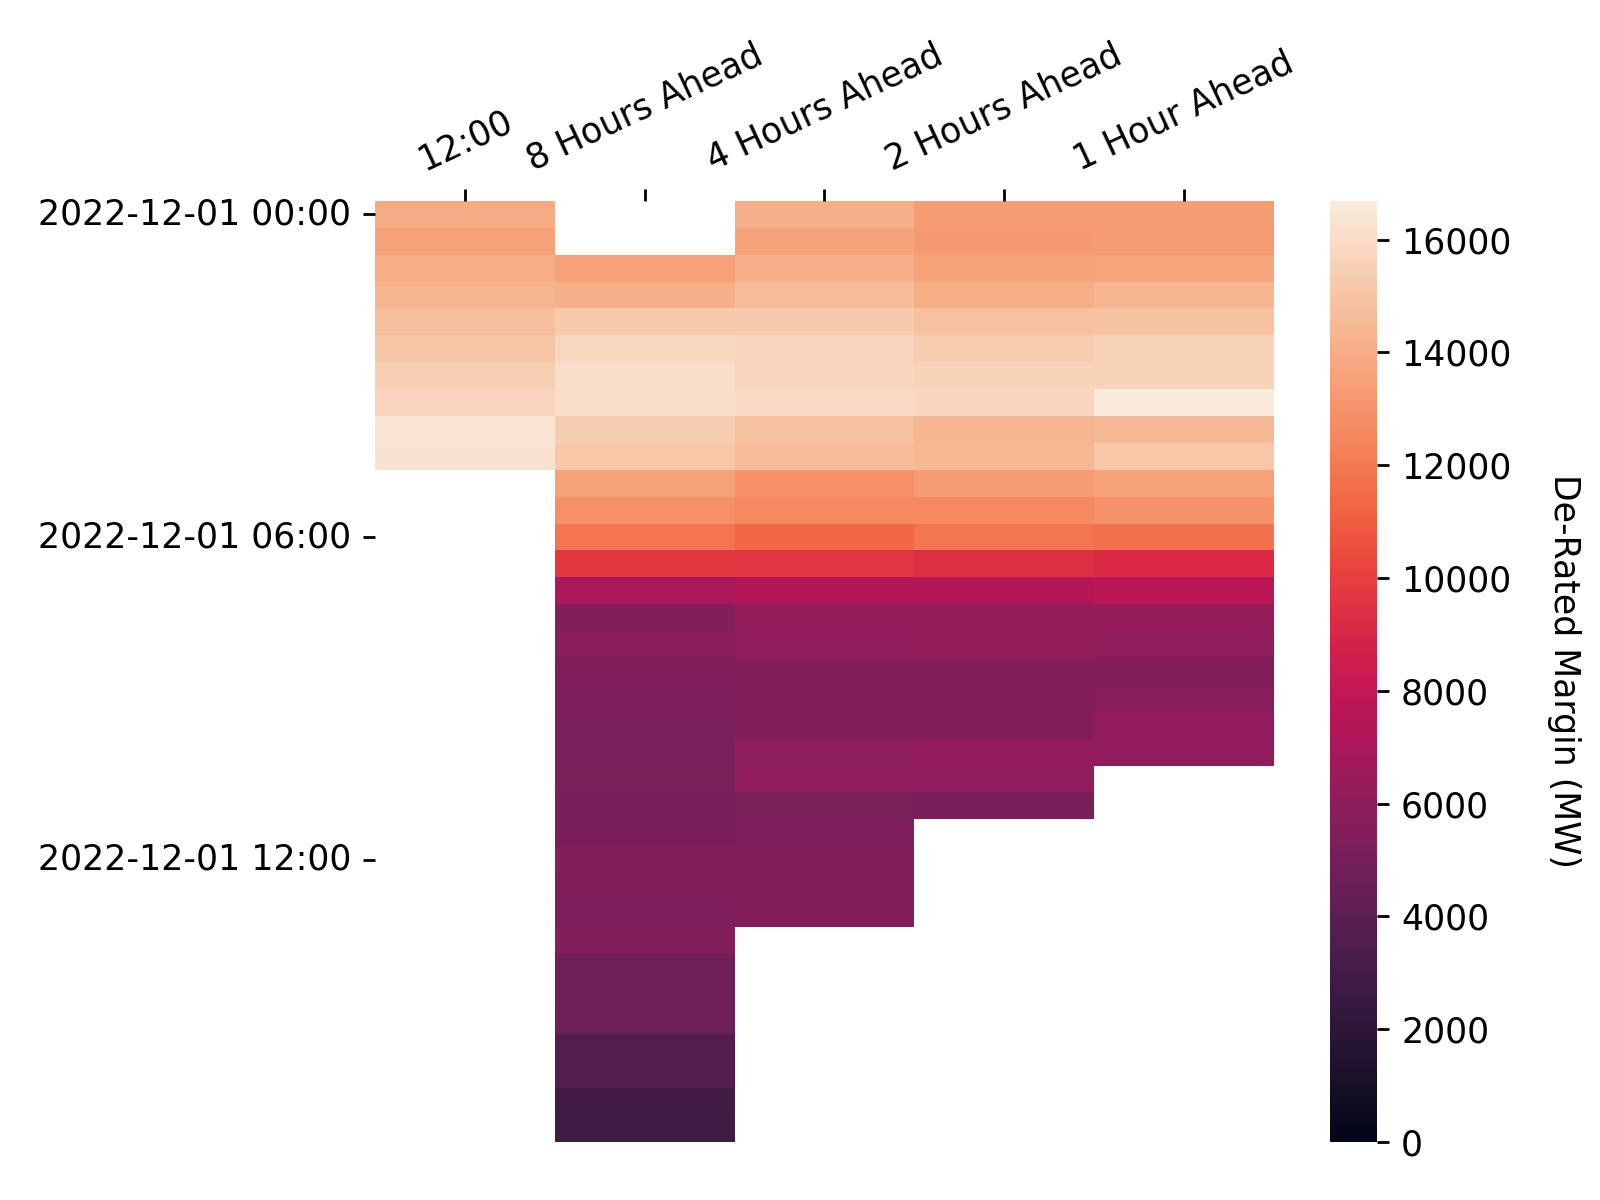 12:00
8 Hours Ahead
4 Hours Ahead
2 Hours Ahead
1 Hour Ahead
2022-12-01 00:00
2022-12-01 06:00
2022-12-01 12:00
16000
14000
12000
10000
8000
6000
4000
2000
0
De-Rated Margin (MW)